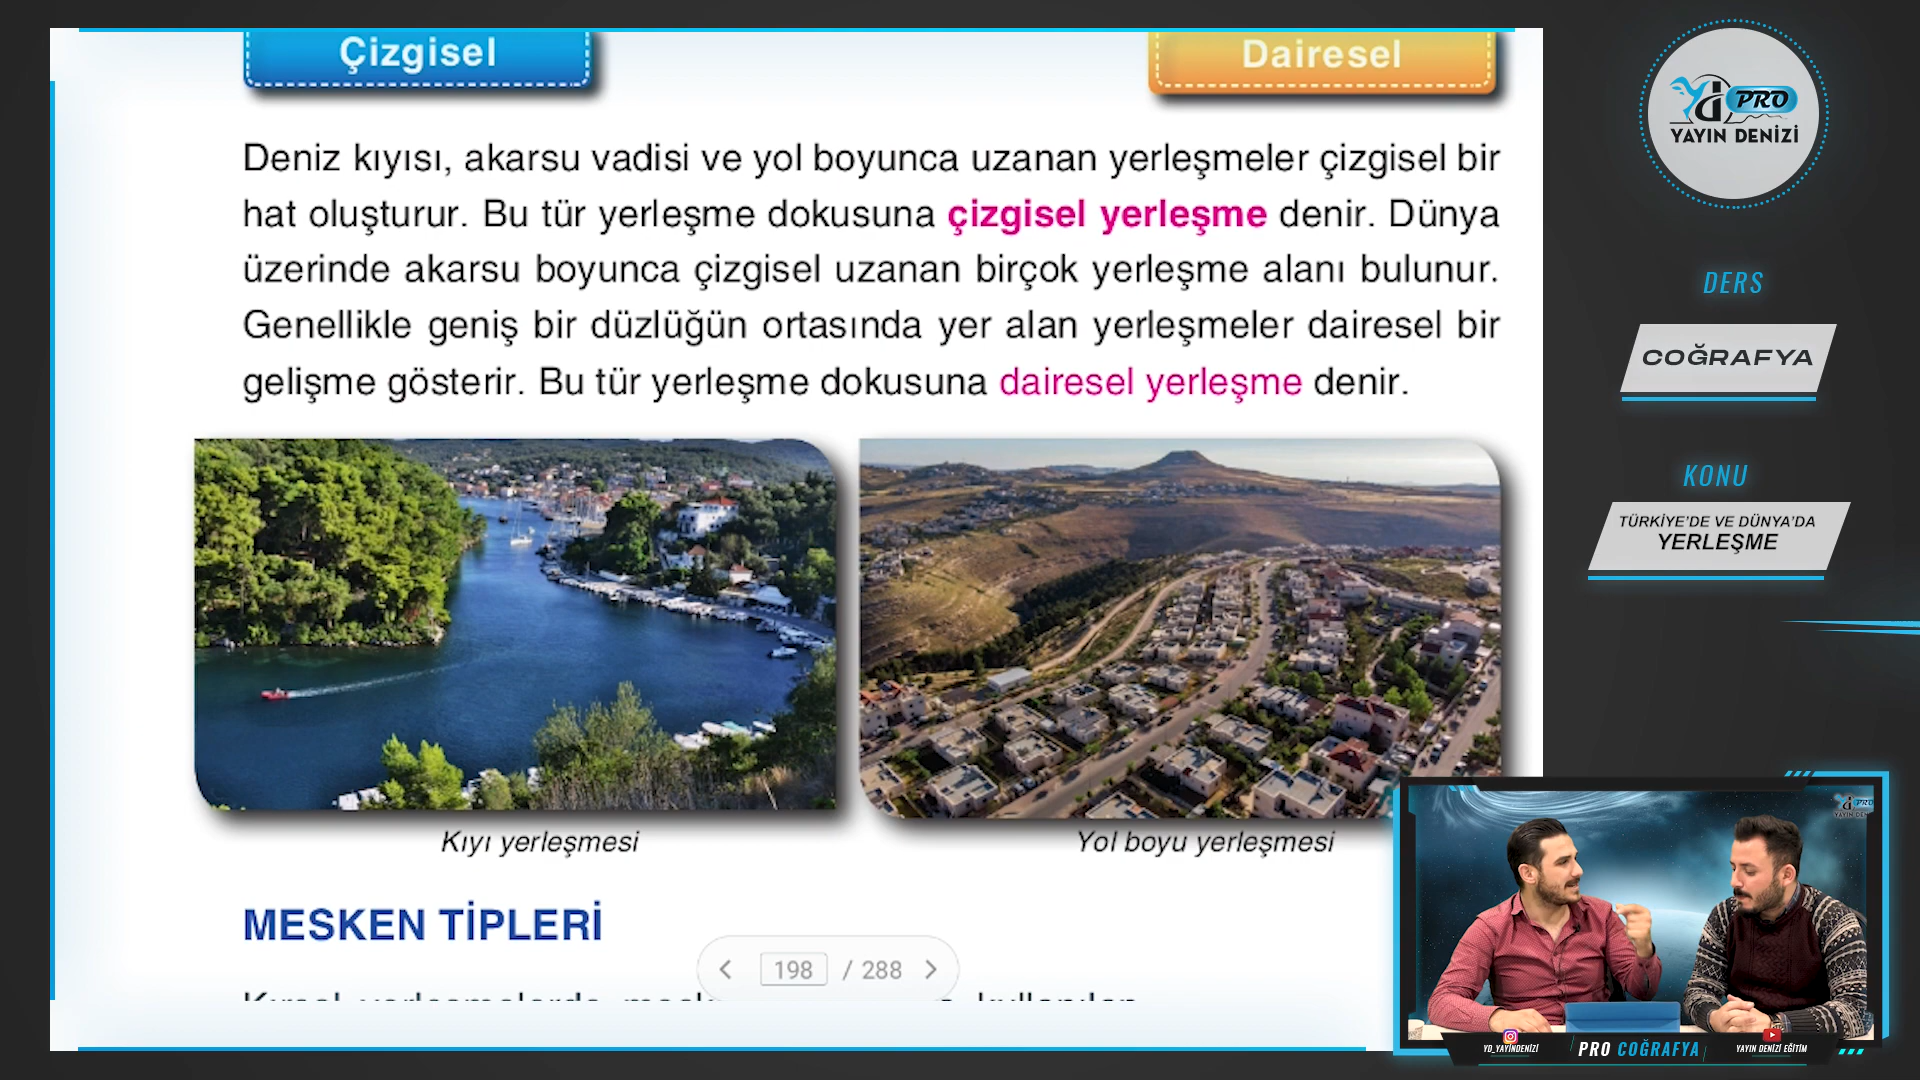 Çizgisel
Dairesel
Deniz kıyısı, akarsu vadisi ve yol boyunca uzanan yerleşmeler çizgisel bir
hat oluşturur. Bu tür yerleşme dokusuna çizgisel yerleşme denir. Dünya
üzerinde akarsu boyunca çizgisel uzanan birçok yerleşme alanı bulunur.
Genellikle geniş bir düzlüğün ortasında yer alan yerleşmeler dairesel bir
gelişme gösterir. Bu tür yerleşme dokusuna dairesel yerleşme denir.
Kıyı yerleşmesi
Yol boyu yerleşmesi
MESKEN TİPLERİ
198 / 288
yd PRO
YAYIN DENİZİ
DERS
COĞRAFYA
KONU
TÜRKİYE'DE VE DÜNYA'DA
YERLEŞME
YD_YAYINDENIZI
PRO COĞRAFYA
YAYIN DENİZİ EĞİTİM